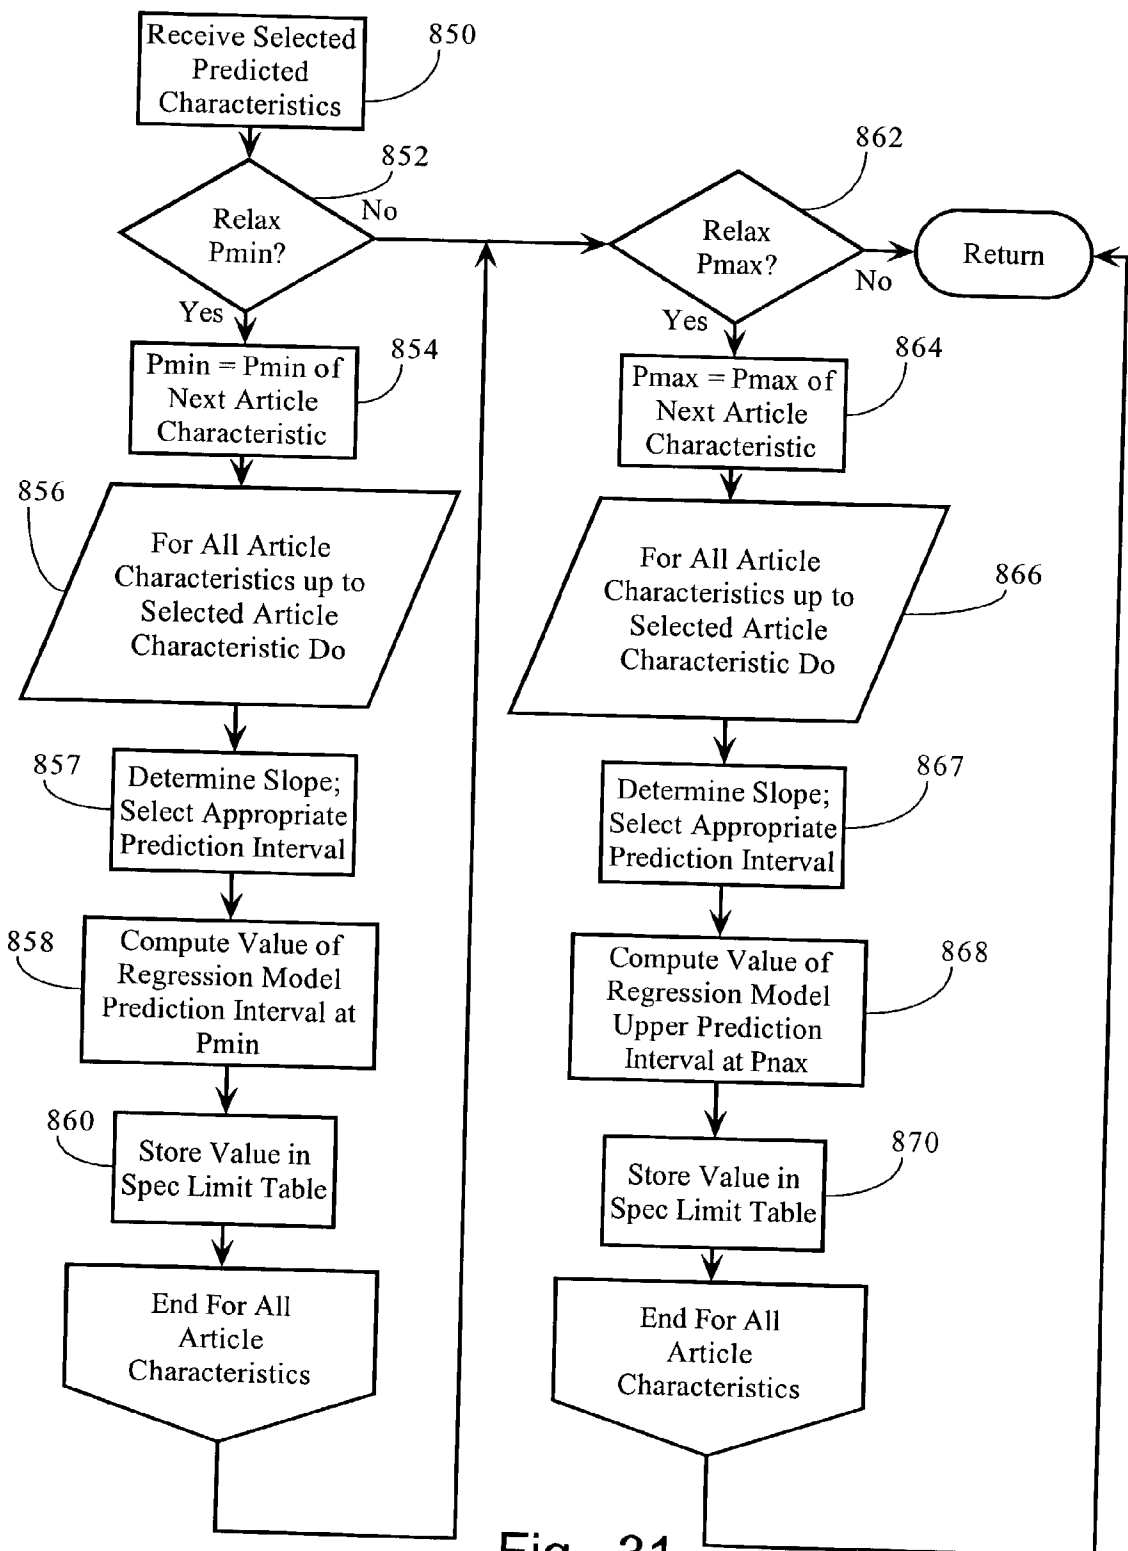 Receive Selected
Predicted
Characteristics
850
852
Relax
Pmin?
No
Yes
Pmin = Pmin of
Next Article
Characteristic
854
856
For All Article
Characteristics up to
Selected Article
Characteristic Do
857
Determine Slope;
Select Appropriate
Prediction Interval
858
Compute Value of
Regression Model
Prediction Interval at
Pmin
860
Store Value in
Spec Limit Table
End For All
Article
Characteristics
862
Relax
Pmax?
No
Return
Yes
Pmax = Pmax of
Next Article
Characteristic
864
For All Article
Characteristics up to
Selected Article
Characteristic Do
866
Determine Slope;
Select Appropriate
Prediction Interval
867
Compute Value of
Regression Model
Upper Prediction
Interval at Pnax
868
Store Value in
Spec Limit Table
870
End For All
Article
Characteristics
Fig. 31